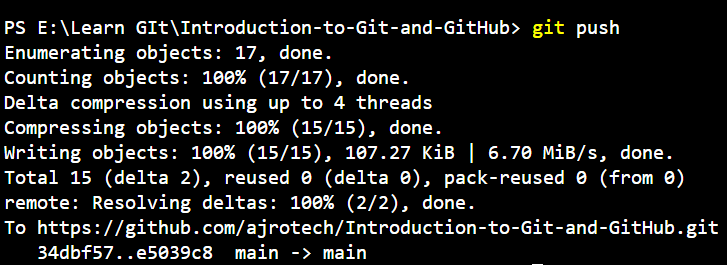 PS E:\Learn GIt\Introduction-to-Git-and-GitHub> git push
Enumerating objects: 17, done.
Counting objects: 100% (17/17), done.
Delta compression using up to 4 threads
Compressing objects: 100% (15/15), done.
Writing objects: 100% (15/15), 107.27 KiB | 6.70 MiB/s, done.
Total 15 (delta 2), reused 0 (delta 0), pack-reused 0 (from 0)
remote: Resolving deltas: 100% (2/2), done.
To https://github.com/ajrotech/Introduction-to-Git-and-GitHub.git
   34dbf57..e5039c8  main -> main